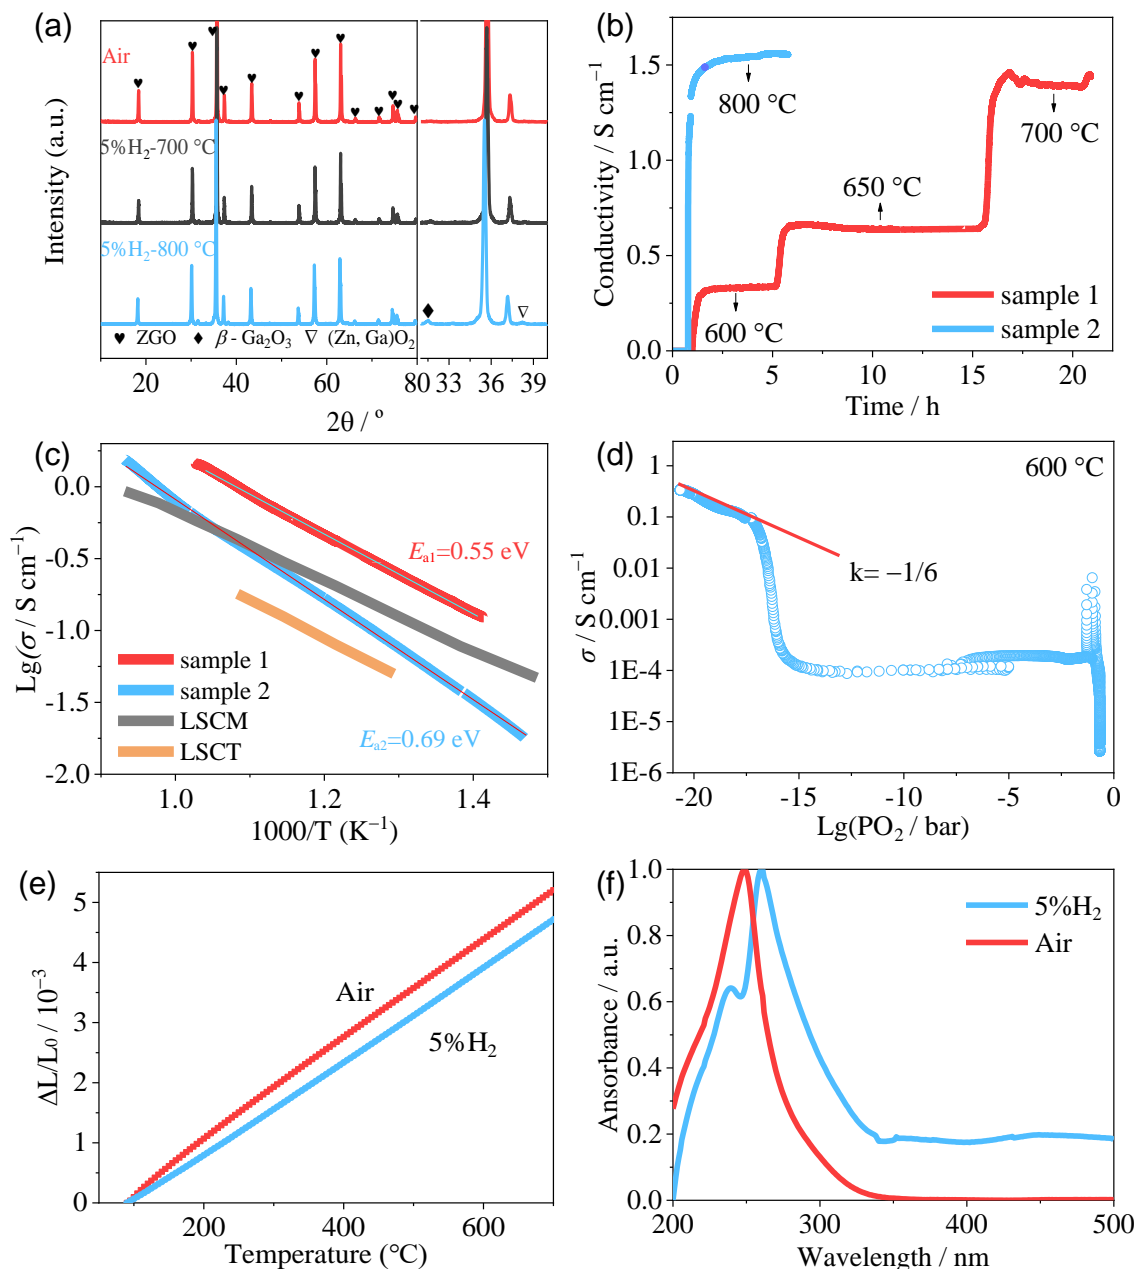 (a)
Intensity (a.u.)
Air
5%H₂-700 °C
5%H₂-800 °C
♥ ZGO ♦ β - Ga₂O₃ ▽ (Zn, Ga)O₂
20 40 60 80 33 36 39
2θ / º
(b)
Conductivity / S cm⁻¹
1.5
1.0
0.5
0.0
800 °C
700 °C
650 °C
600 °C
sample 1
sample 2
0 5 10 15 20
Time / h
(c)
Lg(σ / S cm⁻¹)
0.0
-0.5
-1.0
-1.5
-2.0
Eₐ₁=0.55 eV
Eₐ₂=0.69 eV
sample 1
sample 2
LSCM
LSCT
1.0 1.2 1.4
1000/T (K⁻¹)
(d)
600 °C
σ / S cm⁻¹
1
0.1
0.01
0.001
1E-4
1E-5
1E-6
k= −1/6
-20 -15 -10 -5 0
Lg(PO₂ / bar)
(e)
ΔL/L₀ / 10⁻³
5
4
3
2
1
0
Air
5%H₂
200 400 600
Temperature (°C)
(f)
Ansorbance / a.u.
1.0
0.8
0.6
0.4
0.2
0.0
5%H₂
Air
200 300 400 500
Wavelength / nm